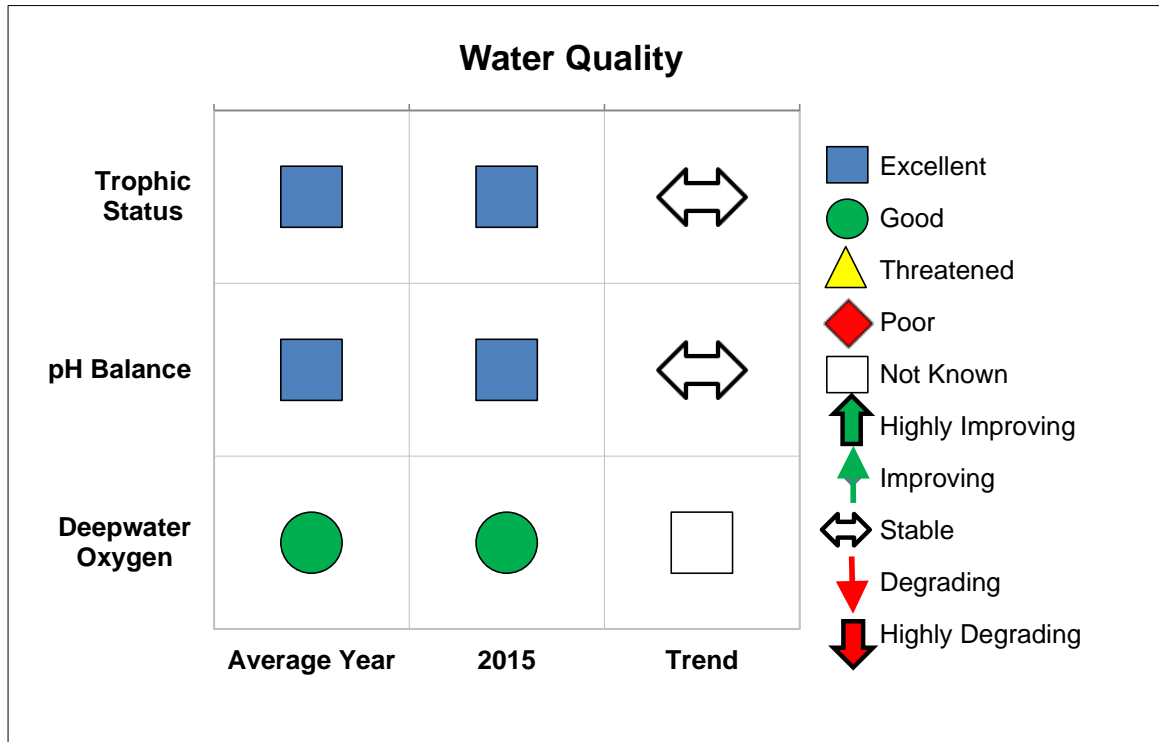 Water Quality
Trophic
Status
pH Balance
Deepwater
Oxygen
Average Year
2015
Trend
Excellent
Good
Threatened
Poor
Not Known
Highly Improving
Improving
Stable
Degrading
Highly Degrading